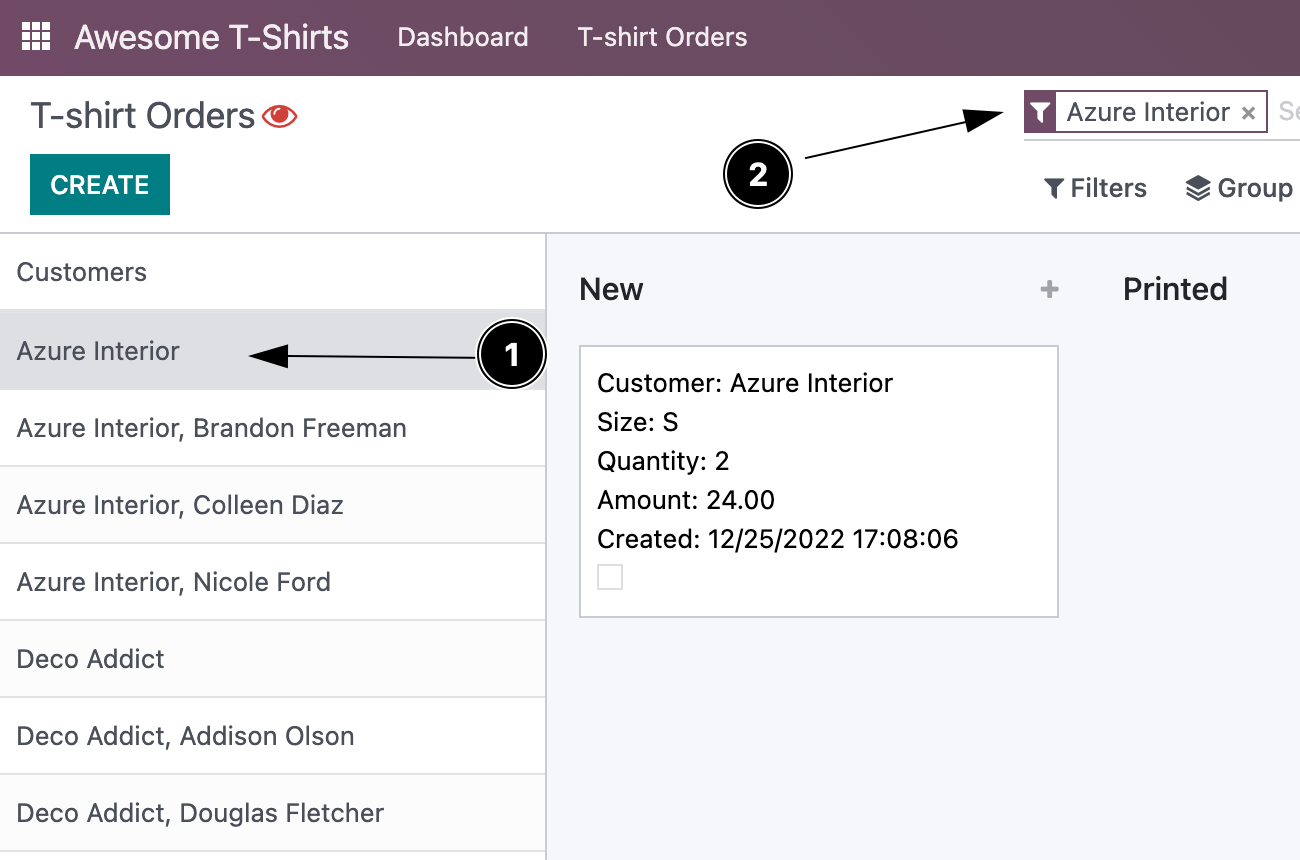 Awesome T-Shirts Dashboard T-shirt Orders
T-shirt Orders
Azure Interior ×
CREATE
2
Filters Group
Customers
Azure Interior
1
Azure Interior, Brandon Freeman
Azure Interior, Colleen Diaz
Azure Interior, Nicole Ford
Deco Addict
Deco Addict, Addison Olson
Deco Addict, Douglas Fletcher
New + Printed
Customer: Azure Interior
Size: S
Quantity: 2
Amount: 24.00
Created: 12/25/2022 17:08:06